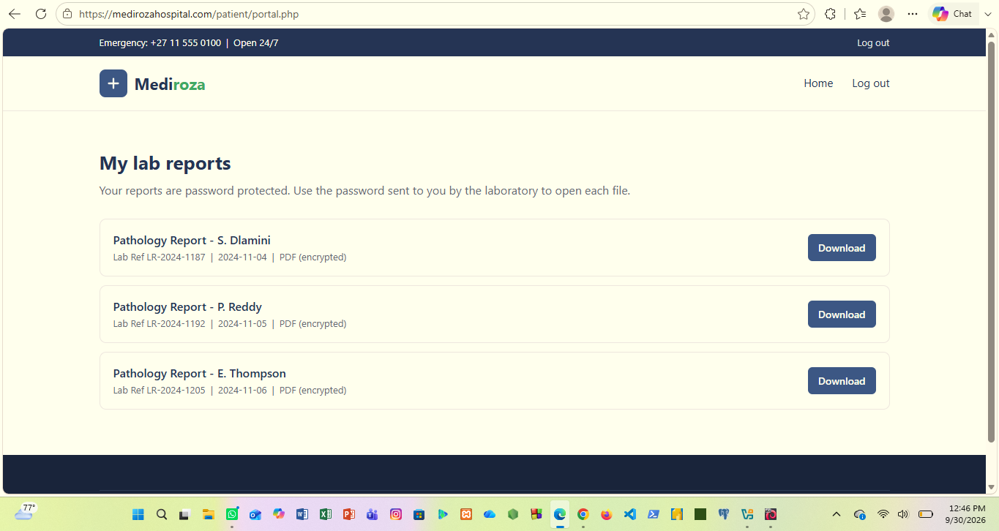 https://medirozahospital.com/patient/portal.php
Chat
Emergency: +27 11 555 0100 | Open 24/7
Log out
Mediroza
Home
Log out
My lab reports
Your reports are password protected. Use the password sent to you by the laboratory to open each file.
Pathology Report - S. Dlamini
Lab Ref LR-2024-1187 | 2024-11-04 | PDF (encrypted)
Download
Pathology Report - P. Reddy
Lab Ref LR-2024-1192 | 2024-11-05 | PDF (encrypted)
Download
Pathology Report - E. Thompson
Lab Ref LR-2024-1205 | 2024-11-06 | PDF (encrypted)
Download
77°
12:46 PM
9/30/2026